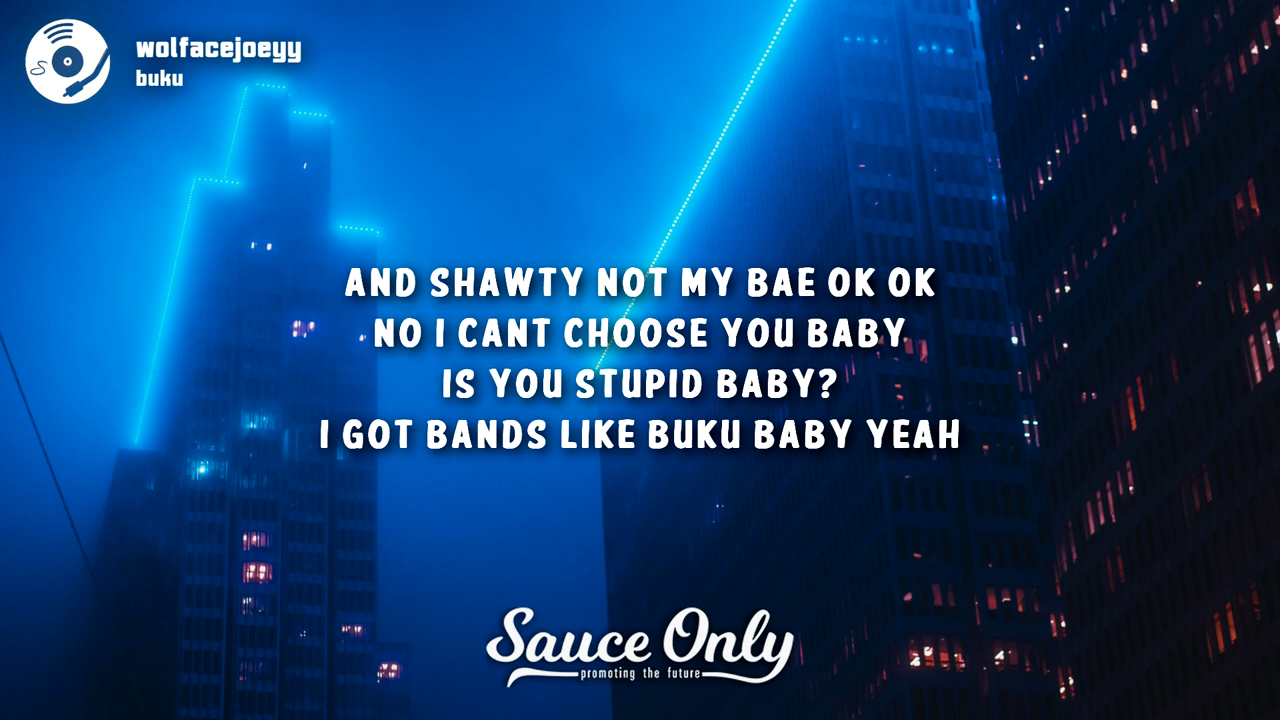 wolfacejoeyy
buku
AND SHAWTY NOT MY BAE OK OK
NO I CANT CHOOSE YOU BABY
IS YOU STUPID BABY?
I GOT BANDS LIKE BUKU BABY YEAH
Sauce Only
promoting the future